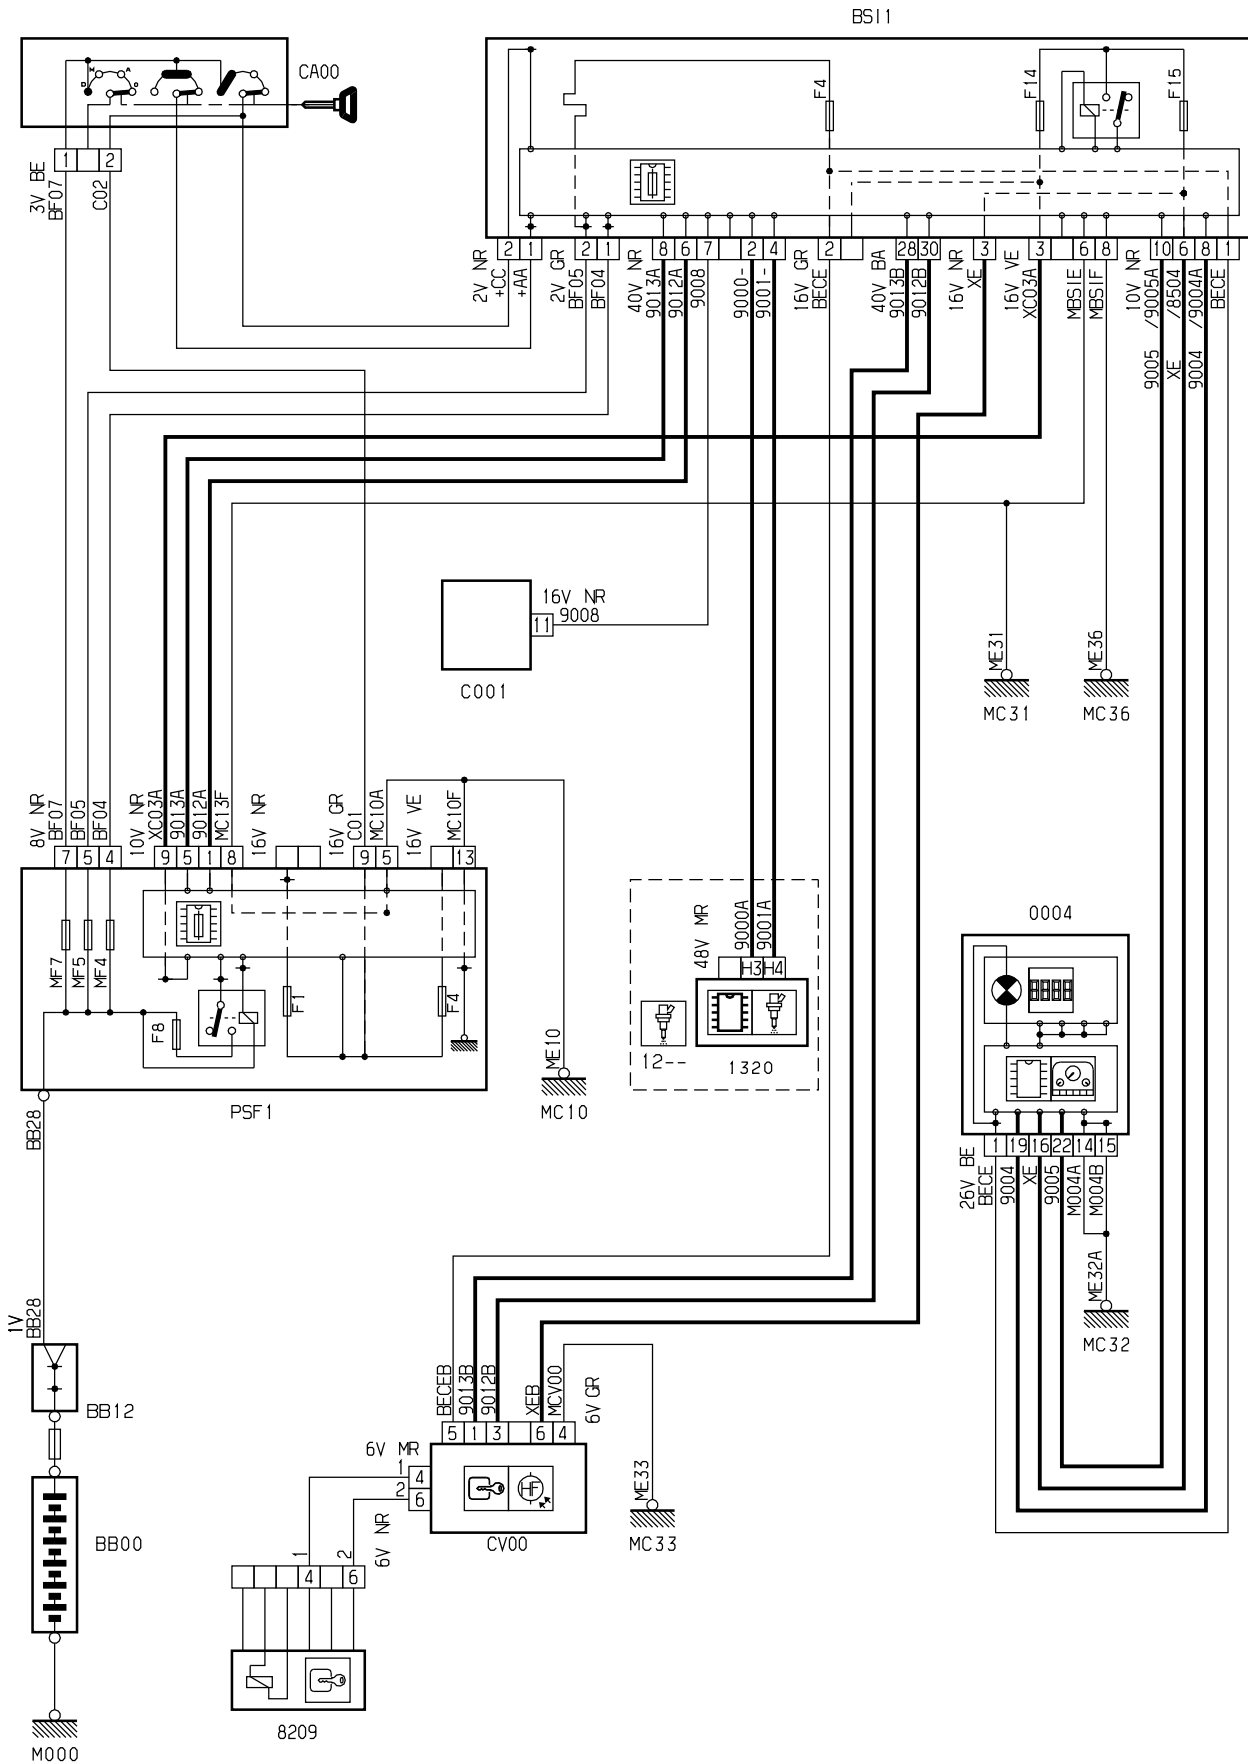 BSI1
CA00
N
A
D
O
F4
F14
F15
1
2
3V BE
BF07
C02
2
1
2
1
8
6
7
2
4
2
28
30
3
3
6
8
10
6
8
1
2V NR
+CC
+AA
2V GR
BF05
BF04
40V NR
9013A
9012A
9008
9000-
9001-
16V GR
BECE
40V BA
9013B
9012B
16V NR
XE
16V VE
XC03A
MBSIE
MBSIF
10V NR
9005 /9005A
XE /8504
9004 /9004A
BECE
16V NR
11
9008
C001
ME31
MC31
ME36
MC36
8V NR
BF07
BF05
BF04
10V NR
XC03A
9013A
9012A
MC13F
16V NR
16V GR
C01
MC10A
16V VE
MC10F
7
5
4
9
5
1
8
9
5
13
MF7
MF5
MF4
F8
F1
F4
PSF1
ME10
MC10
48V MR
9000A
9001A
H3
H4
12--
1320
0004
1
19
16
22
14
15
26V BE
BECE
9004
XE
9005
M004A
M004B
ME32A
MC32
BB28
1V
BB28
BB12
BB00
M000
BECEB
9013B
9012B
XEB
MCV00
6V GR
5
1
3
6
4
6V MR
1
4
2
6
HF
CV00
ME33
MC33
1
2
6V NR
4
6
8209